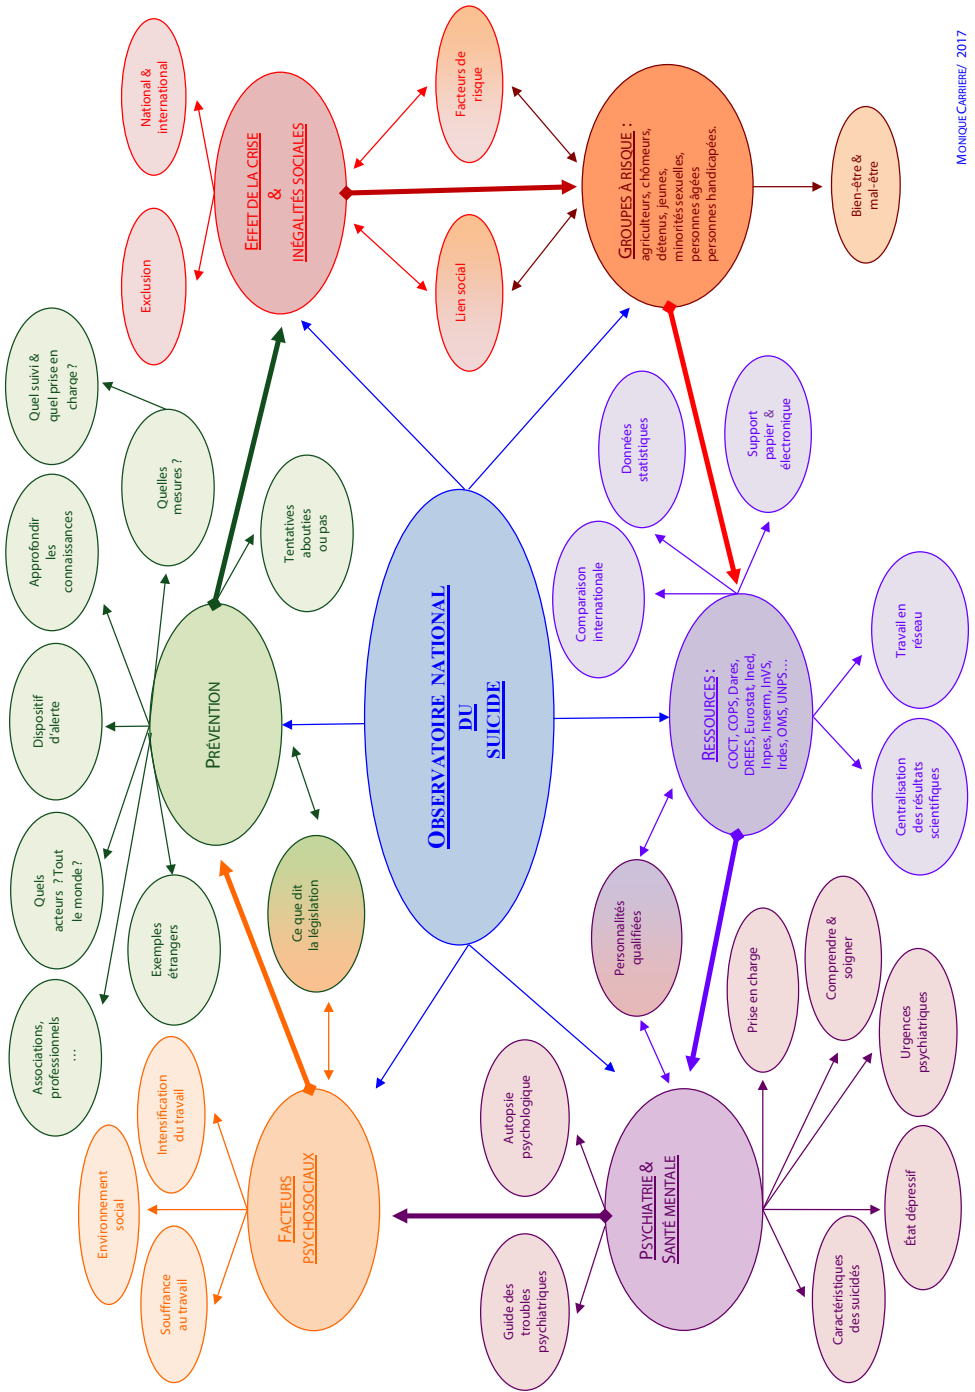 Environnement
social
Souffrance
au travail
Intensification
du travail
FACTEURS
PSYCHOSOCIAUX
Associations,
professionnels
…
Quels
acteurs ? Tout
le monde ?
Dispositif
d'alerte
Approfondir
les
connaissances
Quel suivi &
quel prise en
charge ?
Exemples
étrangers
Quelles
mesures ?
PRÉVENTION
Tentatives
abouties
ou pas
Ce que dit
la législation
Exclusion
National &
international
EFFET DE LA CRISE
&
INÉGALITÉS SOCIALES
Lien social
Facteurs de
risque
OBSERVATOIRE NATIONAL
DU
SUICIDE
Guide des
troubles
psychiatriques
Autopsie
psychologique
PSYCHIATRIE &
SANTÉ MENTALE
Personnalités
qualifiées
Prise en charge
Comprendre &
soigner
Urgences
psychiatriques
État dépressif
Caractéristiques
des suicidés
Comparaison
internationale
Données
statistiques
Support
papier &
électronique
RESSOURCES :
COCT, COPS, Dares,
DREES, Eurostat, Ined,
Inpes, Inserm, InVS,
Irdes, OMS, UNPS…
Centralisation
des résultats
scientifiques
Travail en
réseau
GROUPES À RISQUE :
agriculteurs, chômeurs,
détenus, jeunes,
minorités sexuelles,
personnes âgées
personnes handicapées.
Bien-être &
mal-être
MONIQUE CARRIERE/ 2017